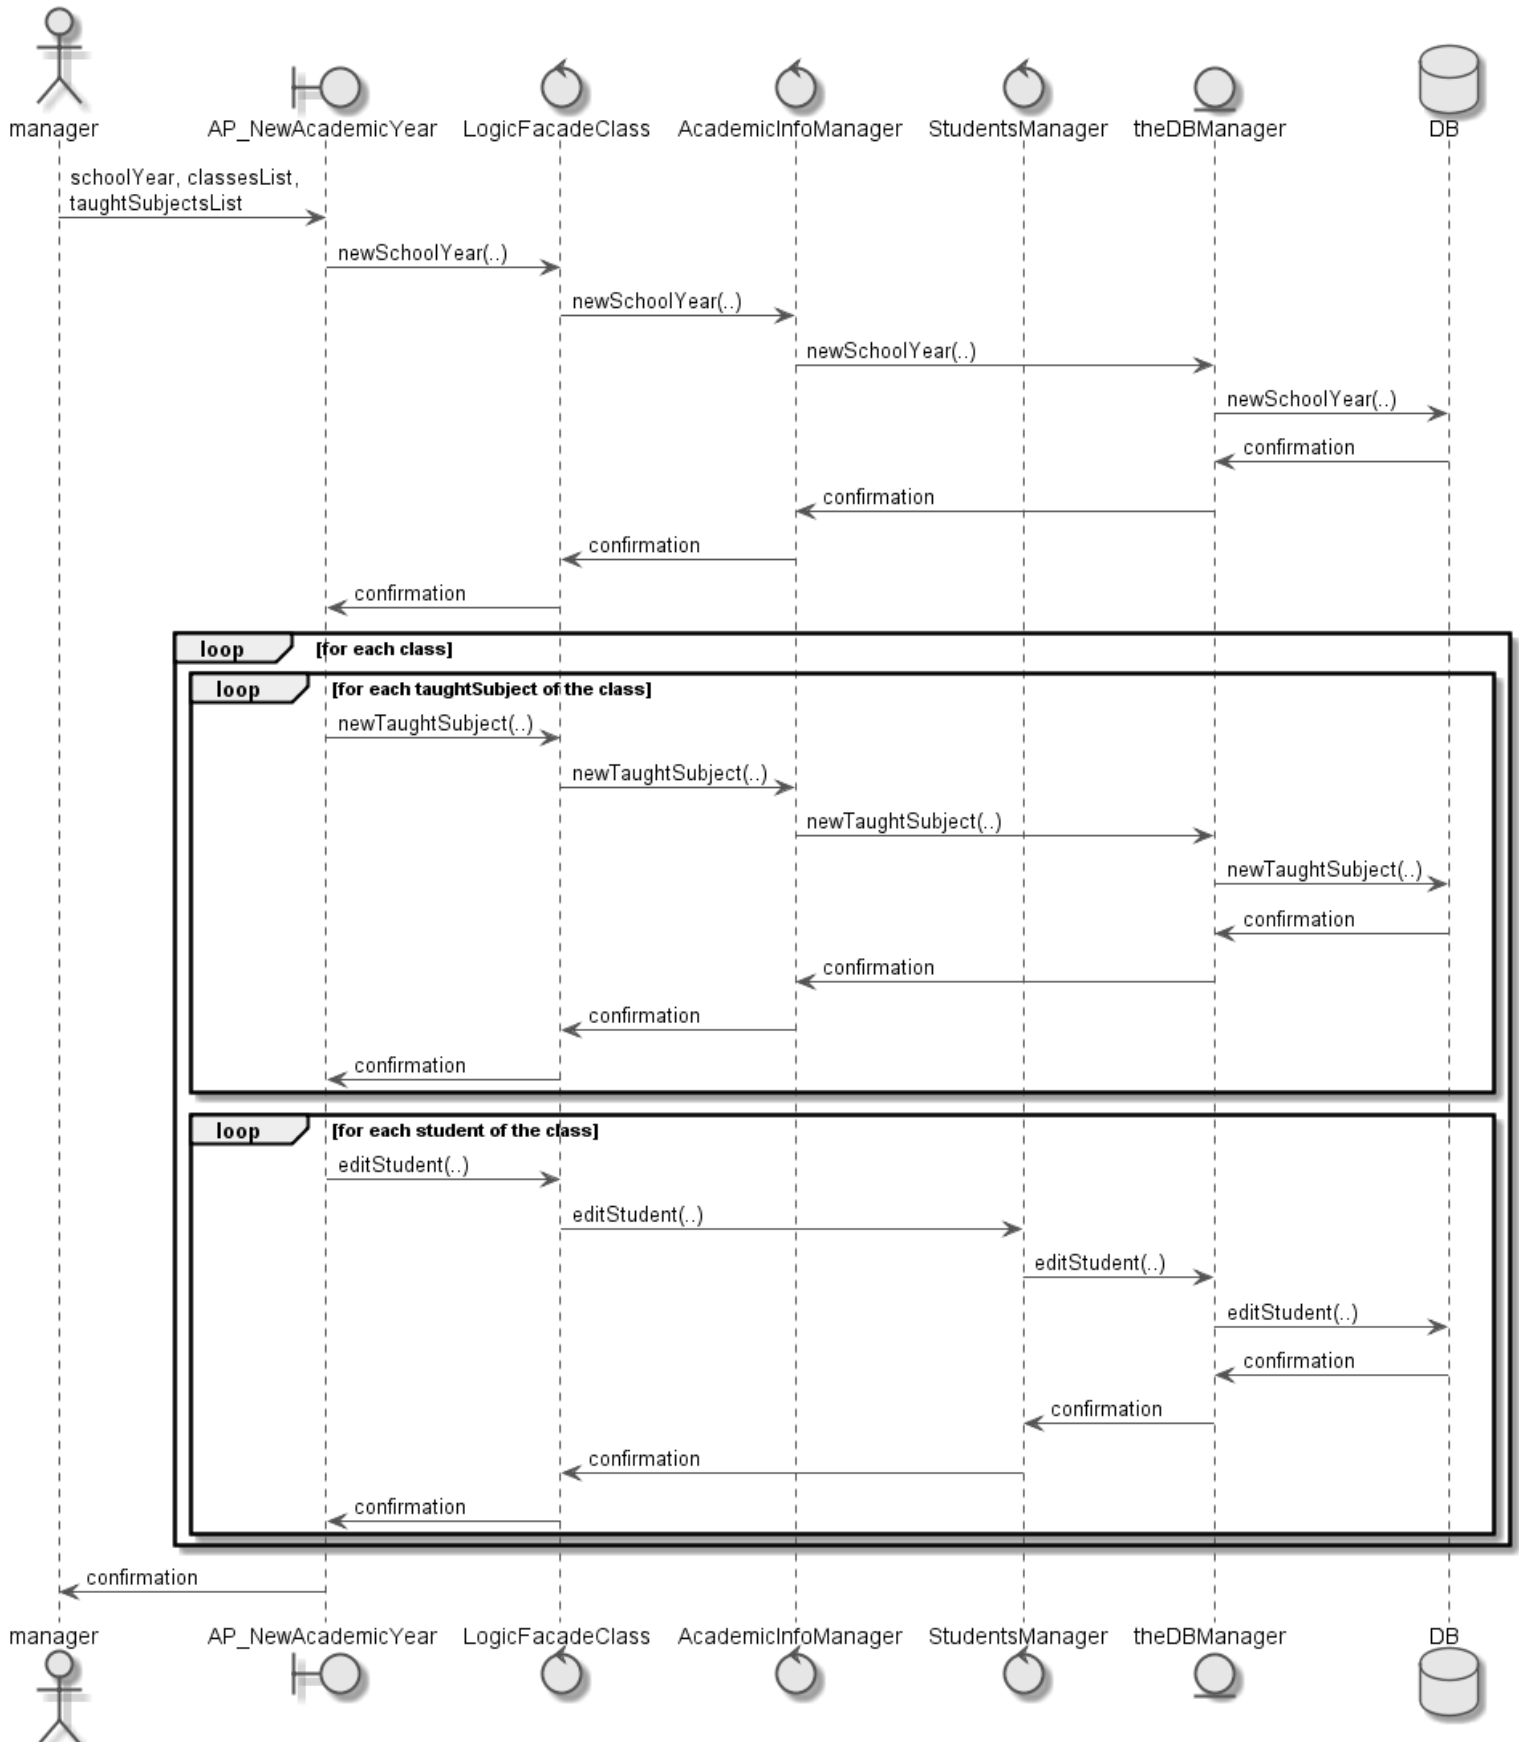 manager
AP_NewAcademicYear
LogicFacadeClass
AcademicInfoManager
StudentsManager
theDBManager
DB
schoolYear, classesList,
taughtSubjectsList
newSchoolYear(..)
newSchoolYear(..)
newSchoolYear(..)
newSchoolYear(..)
confirmation
confirmation
confirmation
confirmation
loop [for each class]
loop [for each taughtSubject of the class]
newTaughtSubject(..)
newTaughtSubject(..)
newTaughtSubject(..)
newTaughtSubject(..)
confirmation
confirmation
confirmation
confirmation
loop [for each student of the class]
editStudent(..)
editStudent(..)
editStudent(..)
editStudent(..)
confirmation
confirmation
confirmation
confirmation
confirmation
manager
AP_NewAcademicYear
LogicFacadeClass
AcademicInfoManager
StudentsManager
theDBManager
DB